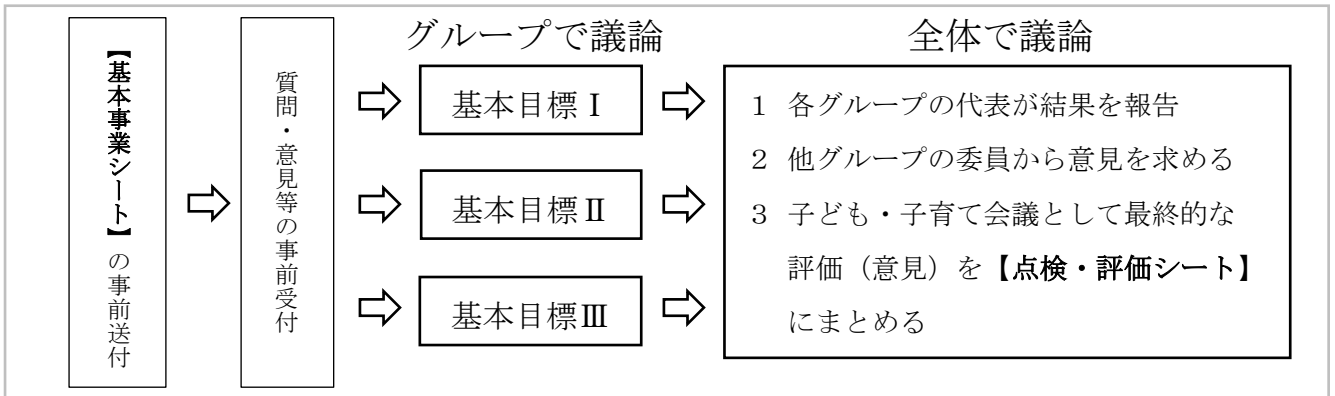 【基本事業シート】の事前送付
質問・意見等の事前受付
グループで議論
基本目標Ⅰ
基本目標Ⅱ
基本目標Ⅲ
全体で議論
1 各グループの代表が結果を報告
2 他グループの委員から意見を求める
3 子ども・子育て会議として最終的な
評価（意見）を【点検・評価シート】
にまとめる